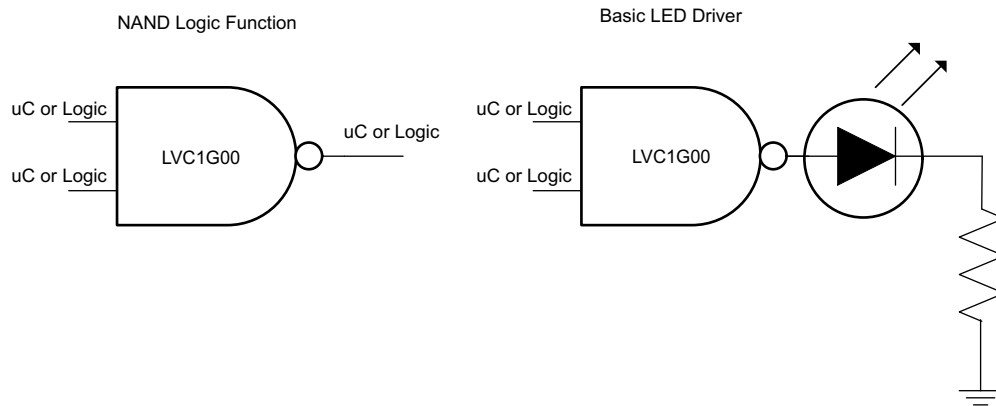 NAND Logic Function
uC or Logic
uC or Logic
LVC1G00
uC or Logic
Basic LED Driver
uC or Logic
uC or Logic
LVC1G00